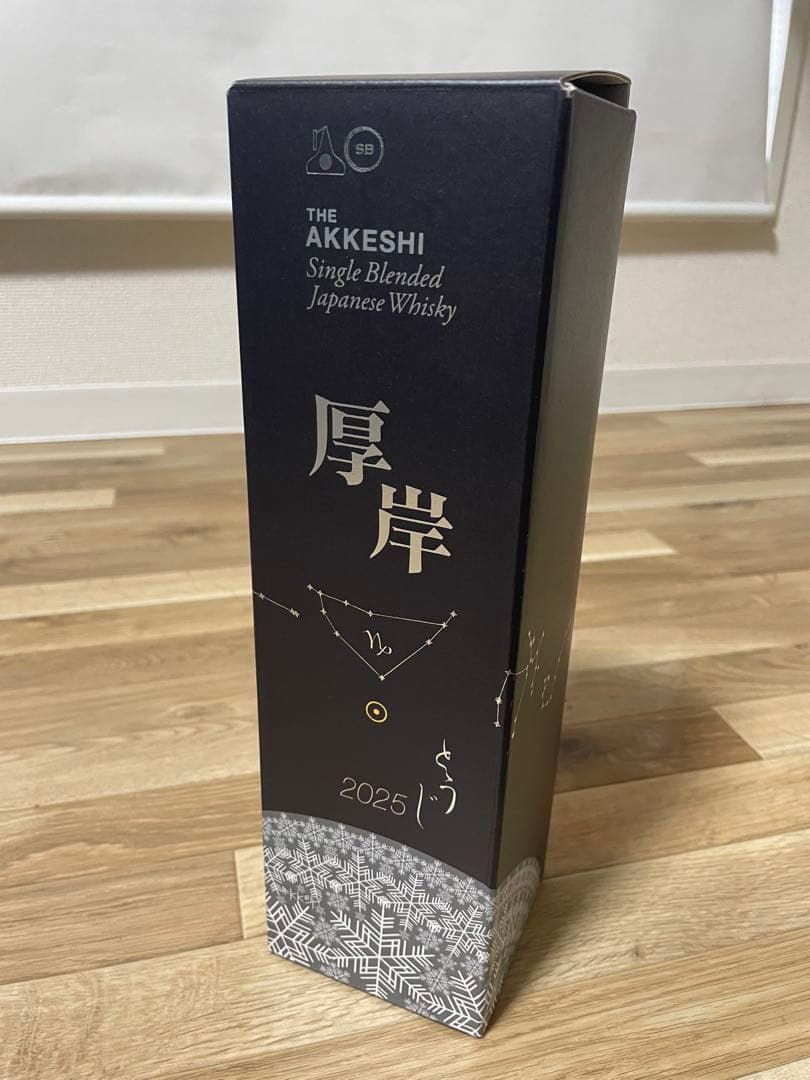 SB
THE
AKKESHI
Single Blended
Japanese Whisky
厚岸
♑
2025 とうじ